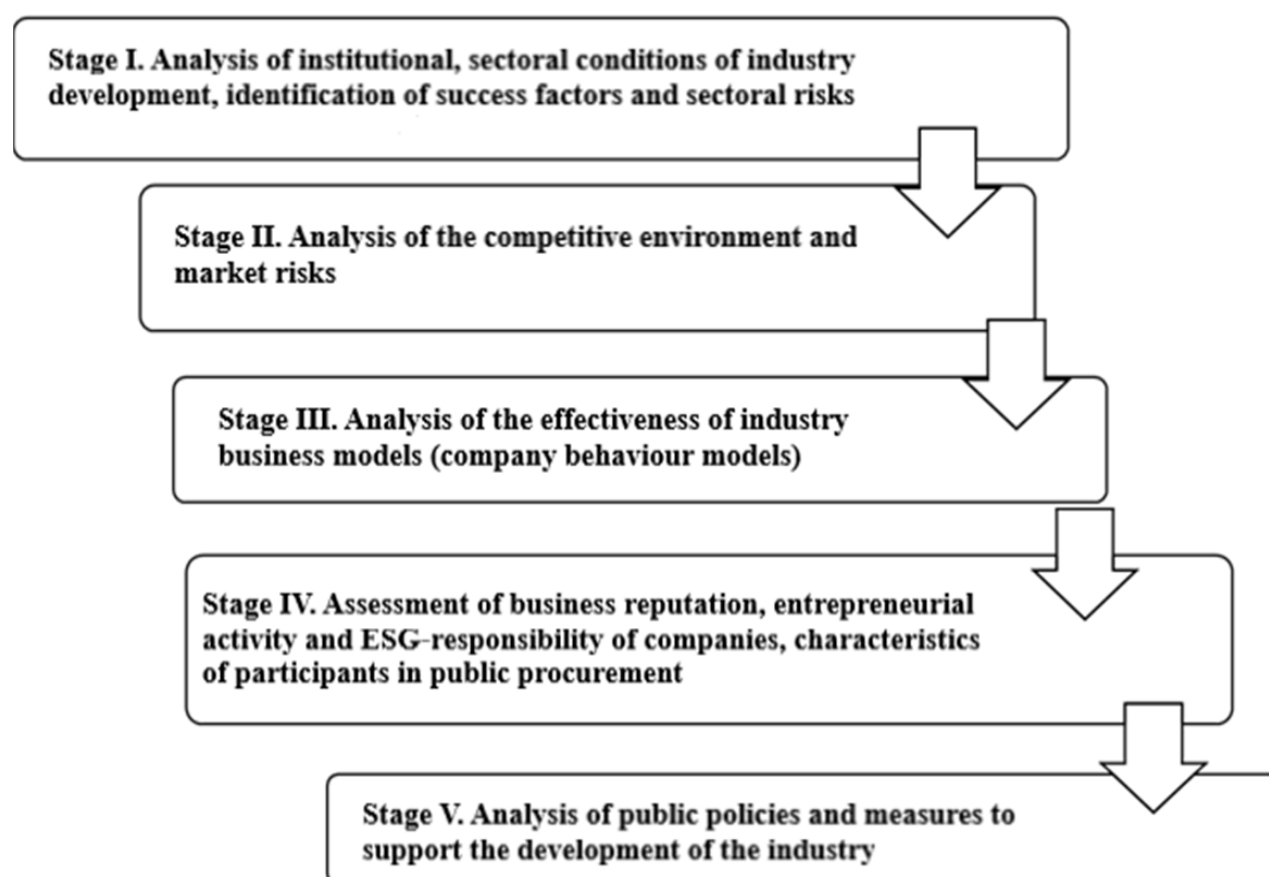 Stage I. Analysis of institutional, sectoral conditions of industry
development, identification of success factors and sectoral risks
Stage II. Analysis of the competitive environment and
market risks
Stage III. Analysis of the effectiveness of industry
business models (company behaviour models)
Stage IV. Assessment of business reputation, entrepreneurial
activity and ESG-responsibility of companies, characteristics
of participants in public procurement
Stage V. Analysis of public policies and measures to
support the development of the industry